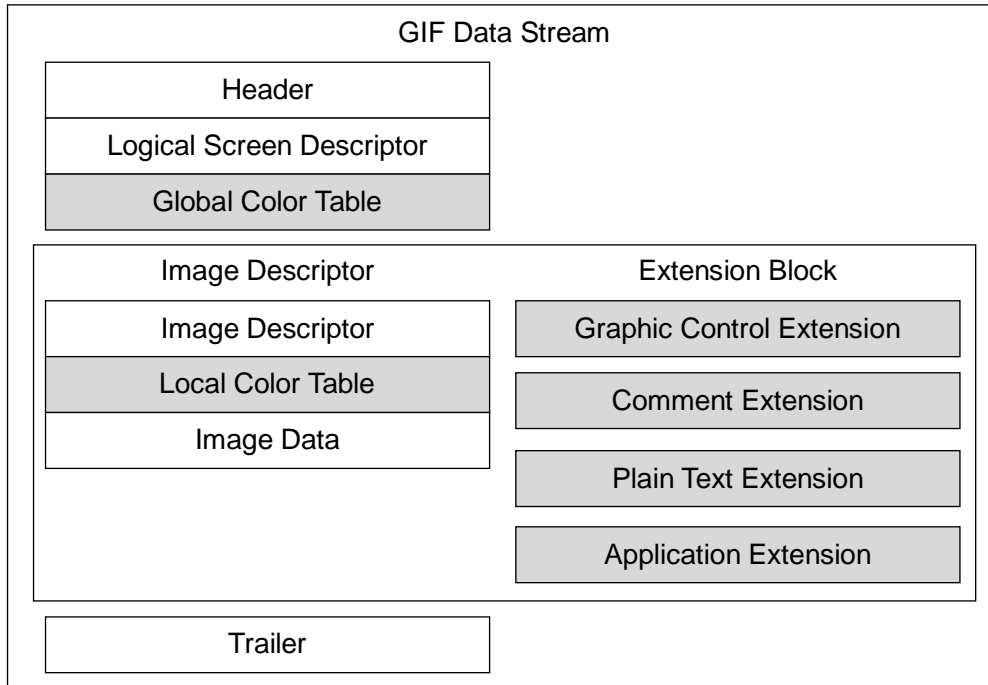 GIF Data Stream
Header
Logical Screen Descriptor
Global Color Table
Image Descriptor
Image Descriptor
Local Color Table
Image Data
Extension Block
Graphic Control Extension
Comment Extension
Plain Text Extension
Application Extension
Trailer